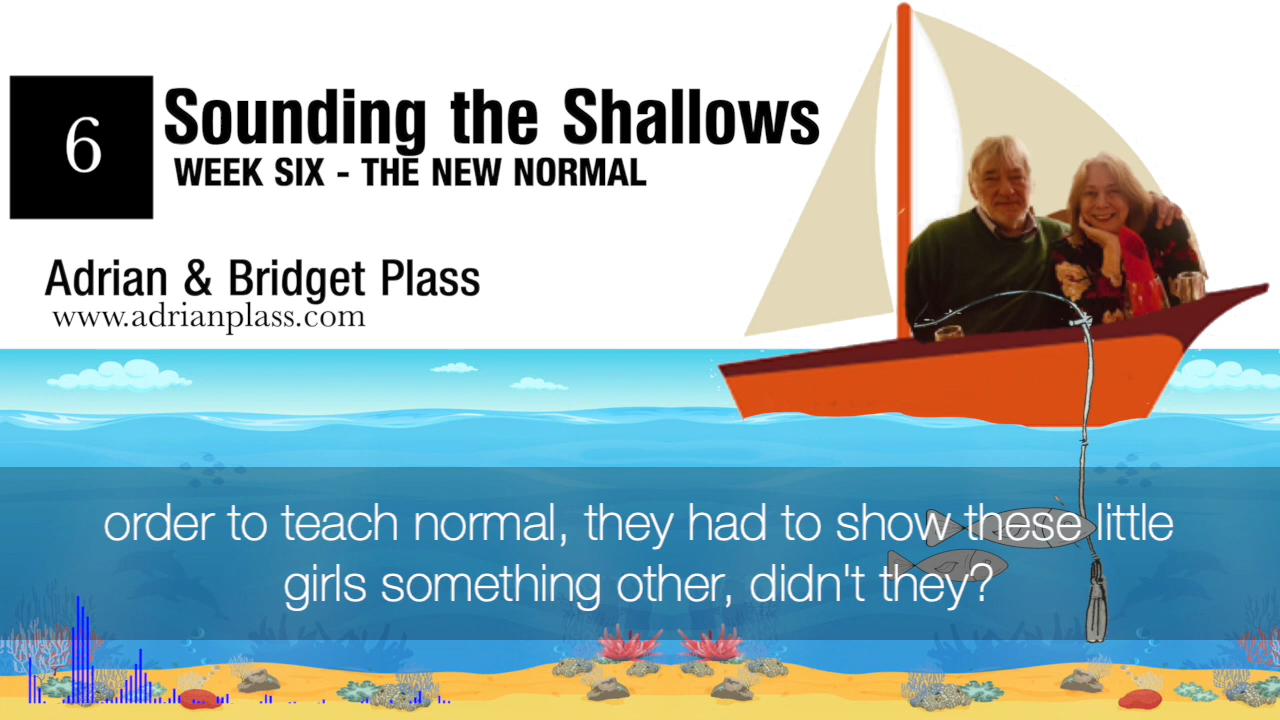 6
Sounding the Shallows
WEEK SIX - THE NEW NORMAL
Adrian & Bridget Plass
www.adrianplass.com
order to teach normal, they had to show these little
girls something other, didn't they?